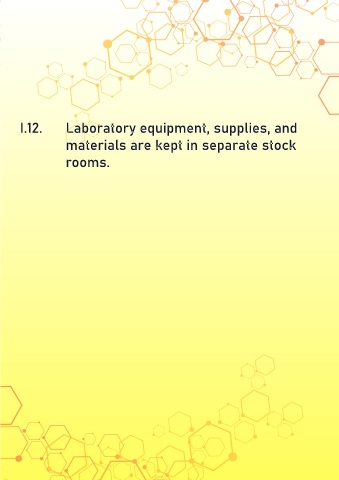 I.12. Laboratory equipment, supplies, and
materials are kept in separate stock
rooms.